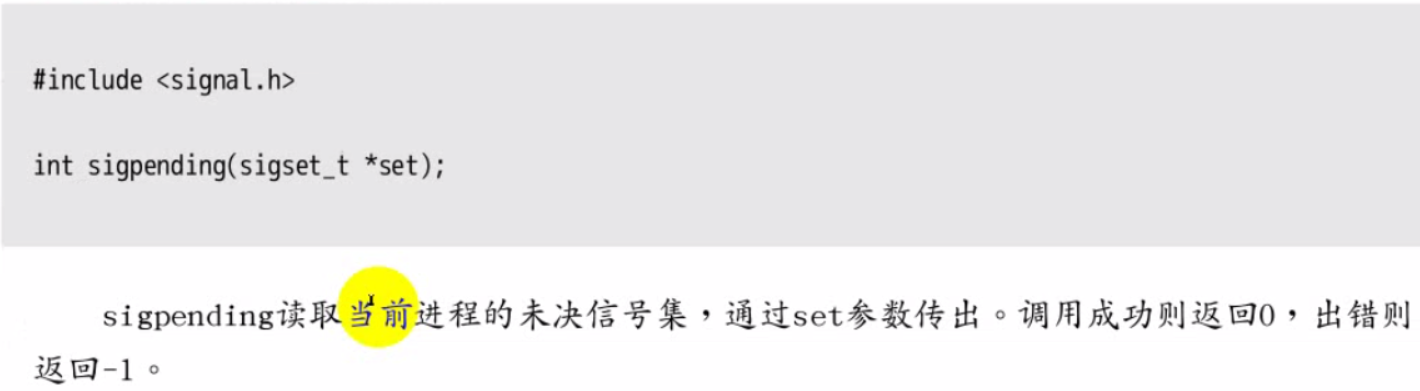 #include <signal.h>
int sigpending(sigset_t *set);
sigpending读取当前进程的未决信号集，通过set参数传出。调用成功则返回0，出错则
返回-1。